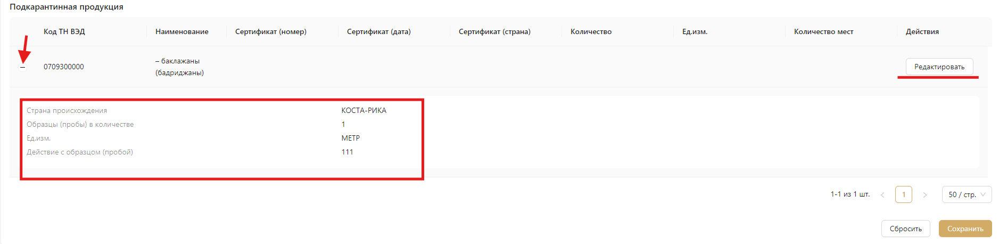 Подкарантинная продукция
Код ТН ВЭД Наименование Сертификат (номер) Сертификат (дата) Сертификат (страна) Количество Ед.изм. Количество мест Действия
0709300000 – баклажаны (бадриджаны) Редактировать
Страна происхождения КОСТА-РИКА
Образцы (пробы) в количестве 1
Ед.изм. МЕТР
Действие с образцом (пробой) 111
1-1 из 1 шт. < 1 > 50 / стр.
Сбросить Сохранить